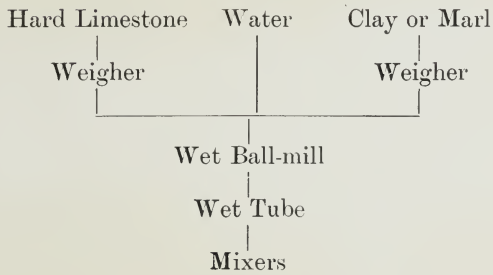 Hard Limestone Water Clay or Marl
Weigher Weigher
Wet Ball-mill
Wet Tube
Mixers